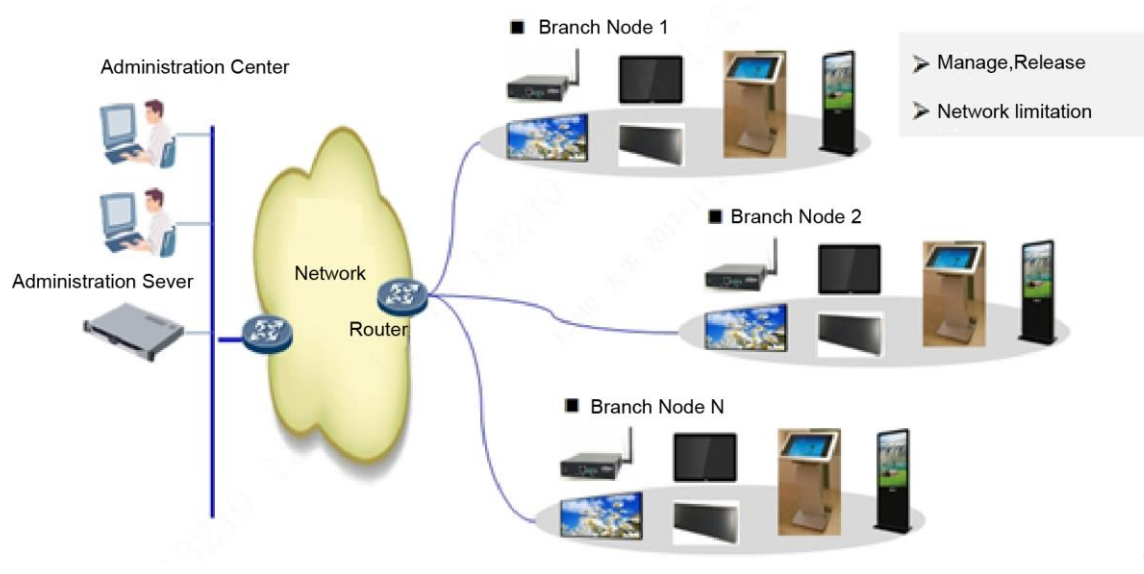 Branch Node 1
Administration Center
Manage,Release
Network limitation
Branch Node 2
Administration Sever
Network
Router
Branch Node N